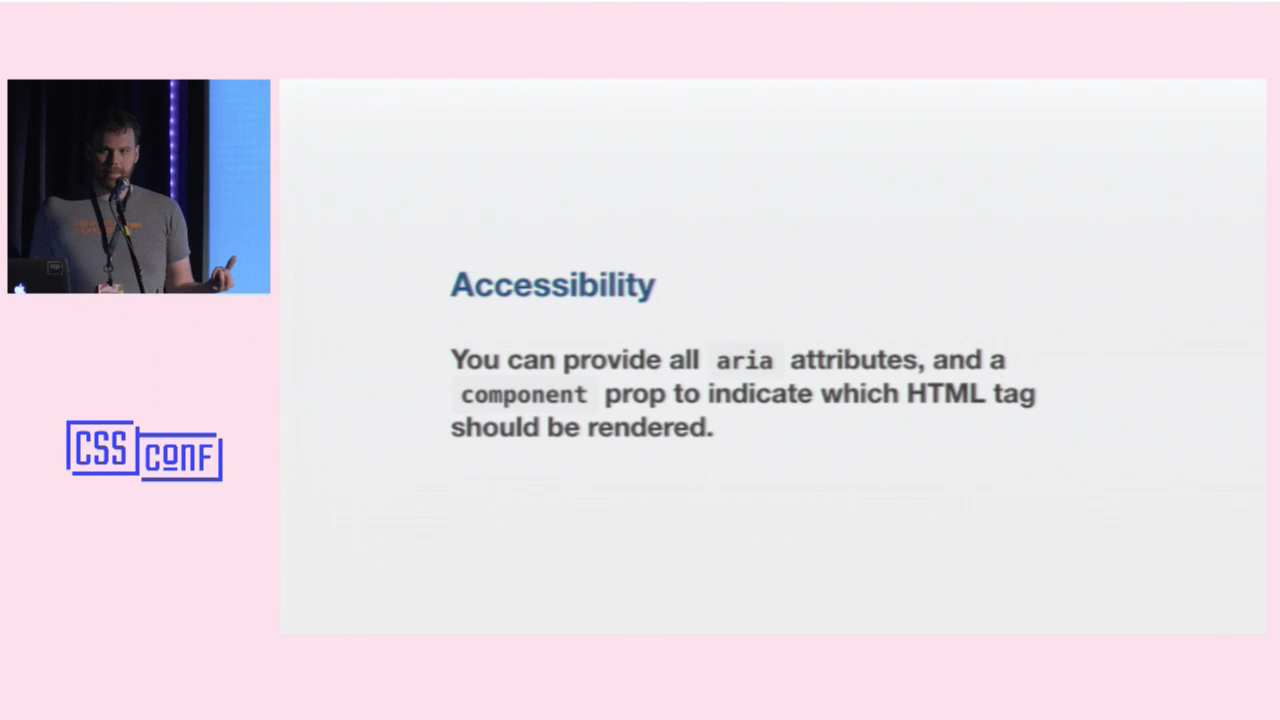 Accessibility
You can provide all aria attributes, and a
component prop to indicate which HTML tag
should be rendered.
CSS
CONF